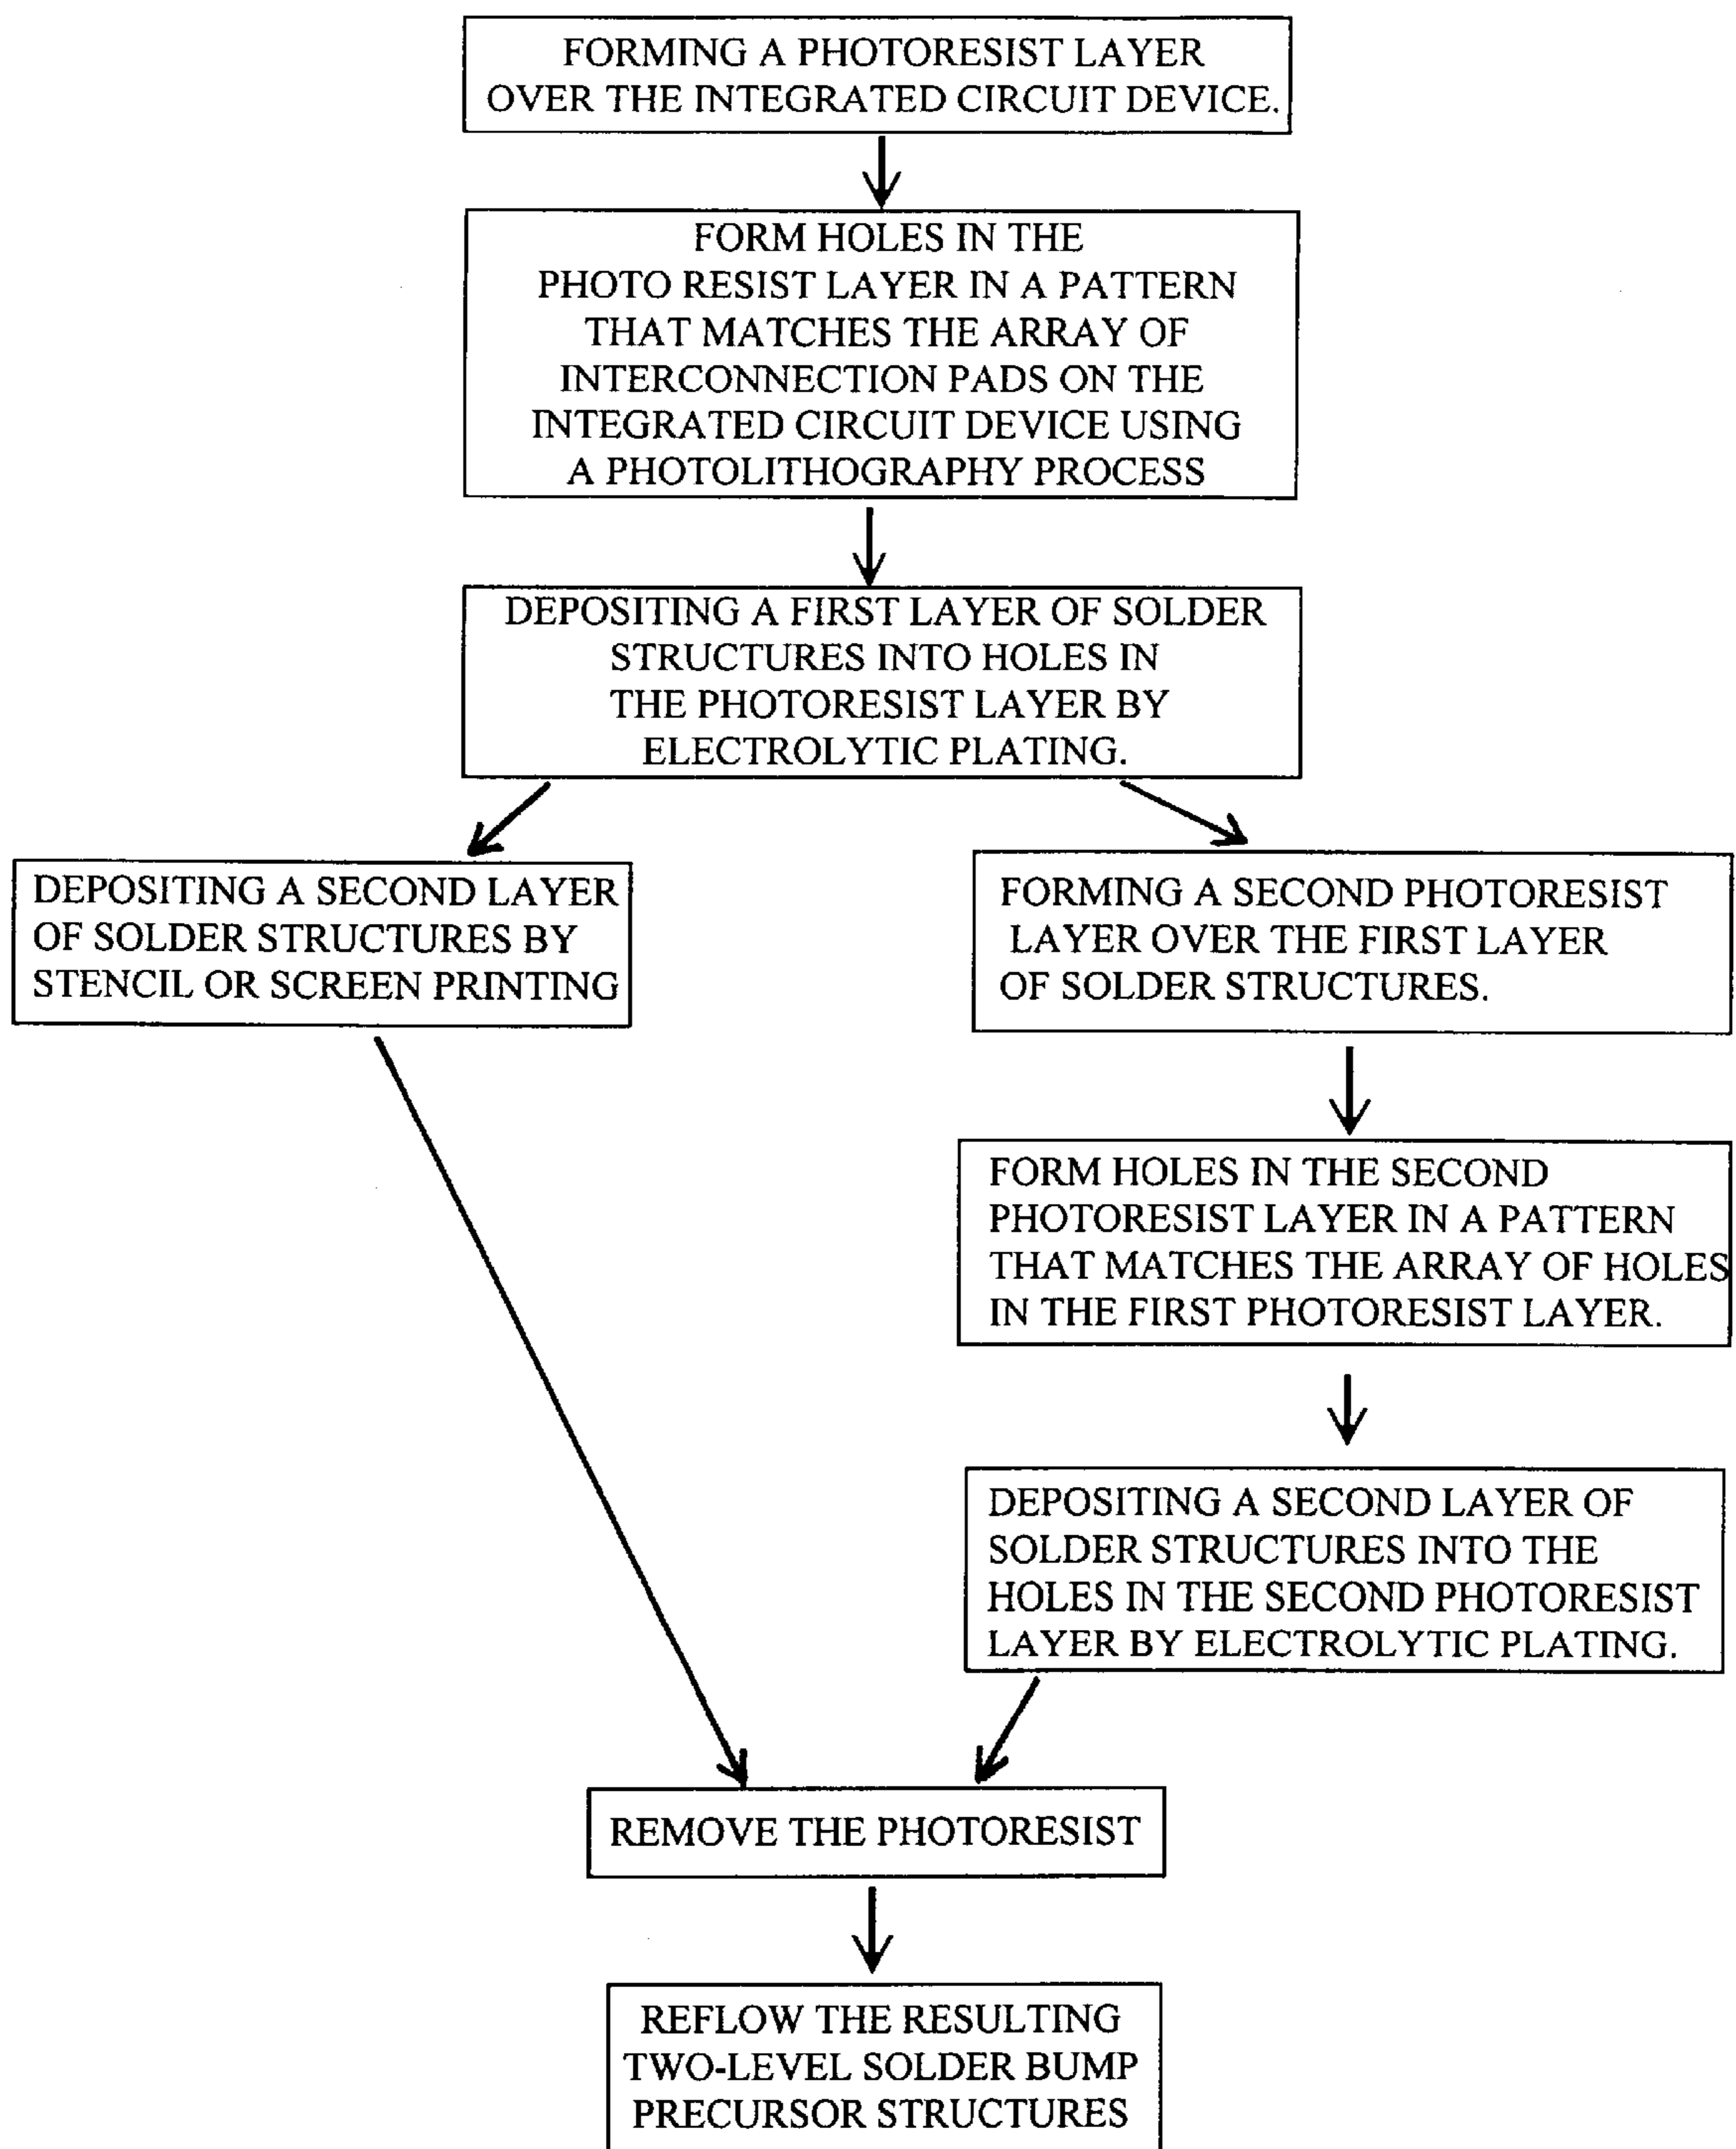 FORMING A PHOTORESIST LAYER
OVER THE INTEGRATED CIRCUIT DEVICE.
FORM HOLES IN THE
PHOTO RESIST LAYER IN A PATTERN
THAT MATCHES THE ARRAY OF
INTERCONNECTION PADS ON THE
INTEGRATED CIRCUIT DEVICE USING
A PHOTOLITHOGRAPHY PROCESS
DEPOSITING A FIRST LAYER OF SOLDER
STRUCTURES INTO HOLES IN
THE PHOTORESIST LAYER BY
ELECTROLYTIC PLATING.
DEPOSITING A SECOND LAYER
OF SOLDER STRUCTURES BY
STENCIL OR SCREEN PRINTING
FORMING A SECOND PHOTORESIST
LAYER OVER THE FIRST LAYER
OF SOLDER STRUCTURES.
FORM HOLES IN THE SECOND
PHOTORESIST LAYER IN A PATTERN
THAT MATCHES THE ARRAY OF HOLES
IN THE FIRST PHOTORESIST LAYER.
DEPOSITING A SECOND LAYER OF
SOLDER STRUCTURES INTO THE
HOLES IN THE SECOND PHOTORESIST
LAYER BY ELECTROLYTIC PLATING.
REMOVE THE PHOTORESIST
REFLOW THE RESULTING
TWO-LEVEL SOLDER BUMP
PRECURSOR STRUCTURES